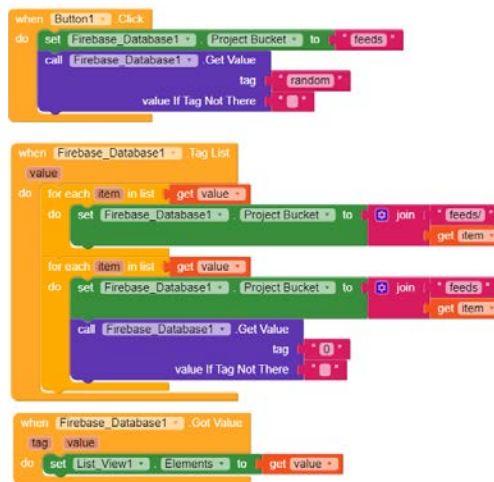 when Button1 .Click
do set Firebase_Database1 . Project Bucket to " feeds "
call Firebase_Database1 .Get Value
tag " random "
value If Tag Not There " "
when Firebase_Database1 .Tag List
value
do for each item in list get value
do set Firebase_Database1 . Project Bucket to join " feeds/ "
get item
for each item in list get value
do set Firebase_Database1 . Project Bucket to join " feeds "
get item
call Firebase_Database1 .Get Value
tag " 0 "
value If Tag Not There " "
when Firebase_Database1 .Got Value
tag value
do set List_View1 . Elements to get value